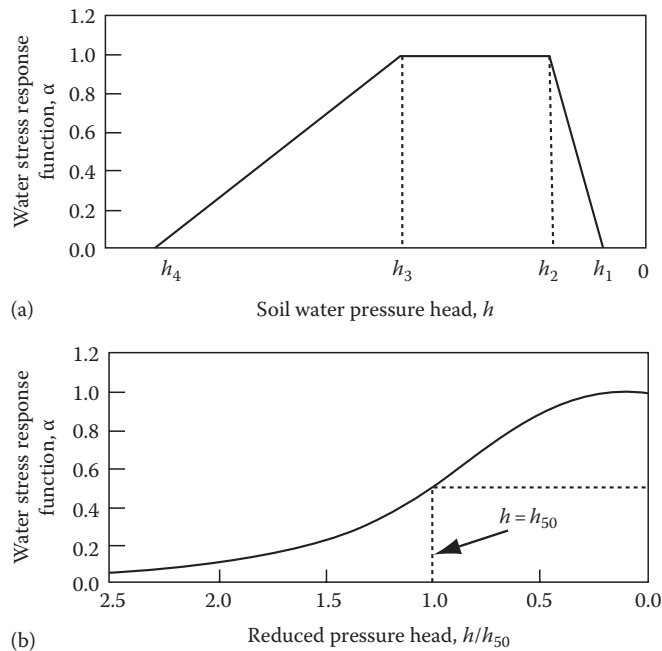 1.2
1.0
0.8
0.6
0.4
0.2
0.0
Water stress response
function, α
h₄ h₃ h₂ h₁ 0
(a) Soil water pressure head, h
1.2
1.0
0.8
0.6
0.4
0.2
0.0
Water stress response
function, α
h = h₅₀
2.5 2.0 1.5 1.0 0.5 0.0
(b) Reduced pressure head, h/h₅₀